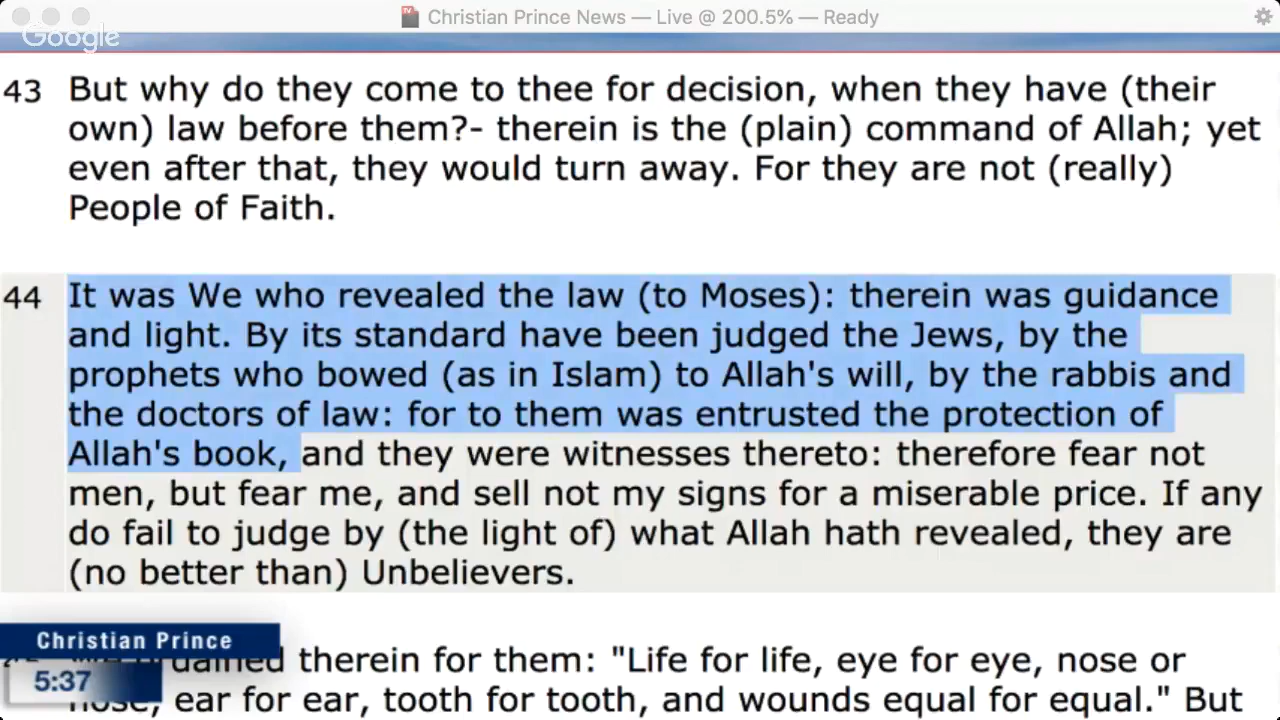 Christian Prince News — Live @ 200.5% — Ready
Google
43 But why do they come to thee for decision, when they have (their
own) law before them?- therein is the (plain) command of Allah; yet
even after that, they would turn away. For they are not (really)
People of Faith.
44 It was We who revealed the law (to Moses): therein was guidance
and light. By its standard have been judged the Jews, by the
prophets who bowed (as in Islam) to Allah's will, by the rabbis and
the doctors of law: for to them was entrusted the protection of
Allah's book, and they were witnesses thereto: therefore fear not
men, but fear me, and sell not my signs for a miserable price. If any
do fail to judge by (the light of) what Allah hath revealed, they are
(no better than) Unbelievers.
Christian Prince
therein for them: "Life for life, eye for eye, nose or
5:37
nose, ear for ear, tooth for tooth, and wounds equal for equal." But